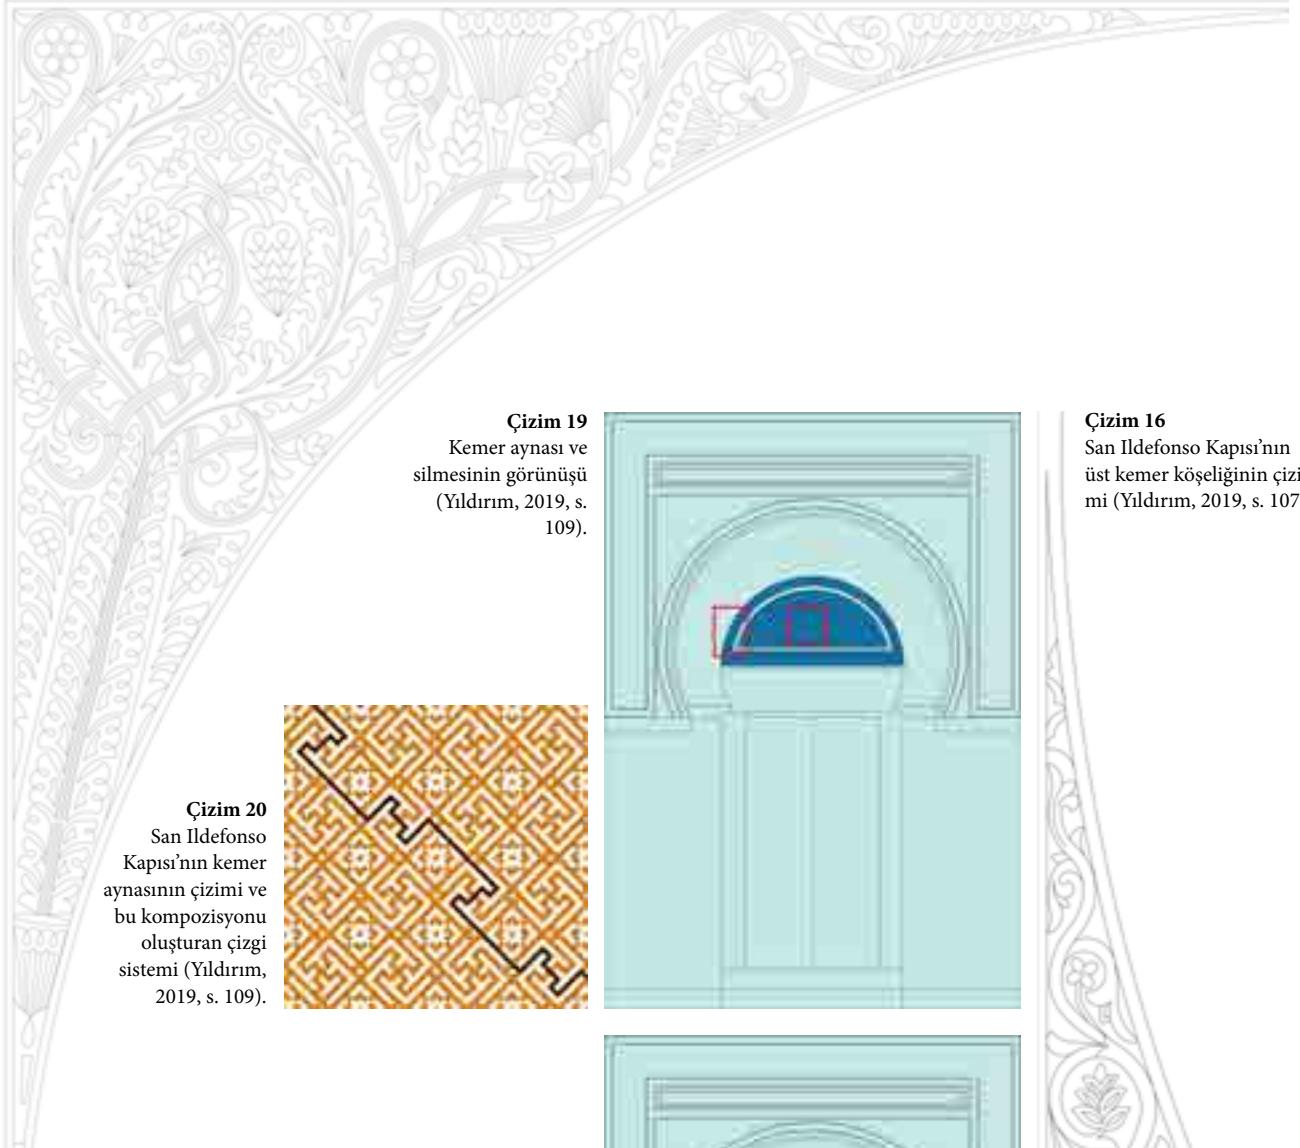 Çizim 19
Kemer aynası ve
silmesinin görünüşü
(Yıldırım, 2019, s.
109).
Çizim 16
San Ildefonso Kapısı’nın
üst kemer köşeliğinin çizi
mi (Yıldırım, 2019, s. 107
Çizim 20
San Ildefonso
Kapısı’nın kemer
aynasının çizimi ve
bu kompozisyonu
oluşturan çizgi
sistemi (Yıldırım,
2019, s. 109).